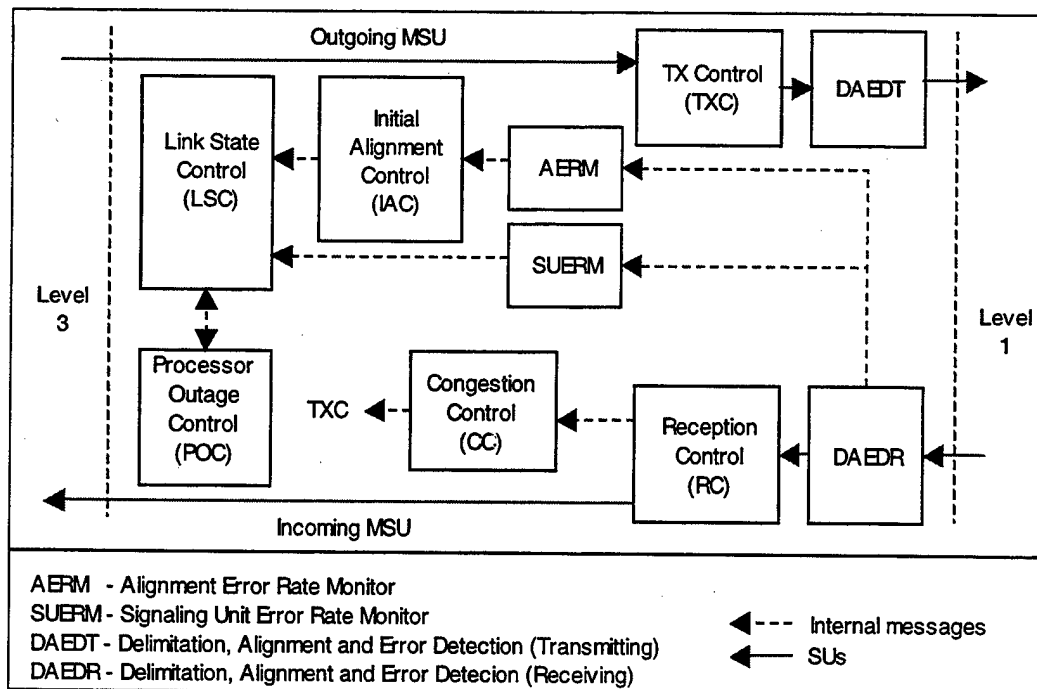 Outgoing MSU
TX Control
(TXC)
DAEDT
Link State
Control
(LSC)
Initial
Alignment
Control
(IAC)
AERM
SUERM
Level
3
Level
1
Processor
Outage
Control
(POC)
TXC
Congestion
Control
(CC)
Reception
Control
(RC)
DAEDR
Incoming MSU
AERM - Alignment Error Rate Monitor
SUERM - Signaling Unit Error Rate Monitor
DAEDT - Delimitation, Alignment and Error Detection (Transmitting)
DAEDR - Delimitation, Alignment and Error Detecion (Receiving)
Internal messages
SUs